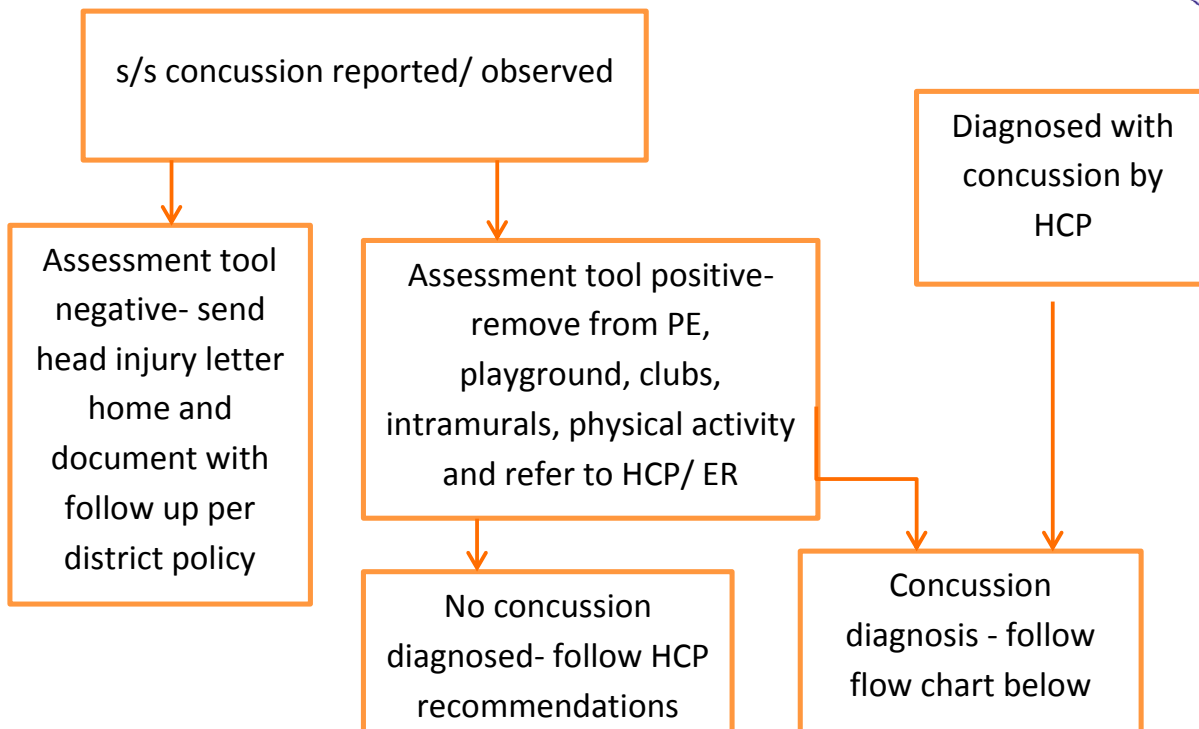 s/s concussion reported/ observed
Diagnosed with
concussion by
HCP
Assessment tool
negative- send
head injury letter
home and
document with
follow up per
district policy
Assessment tool positive-
remove from PE,
playground, clubs,
intramurals, physical activity
and refer to HCP/ ER
No concussion
diagnosed- follow HCP
recommendations
Concussion
diagnosis - follow
flow chart below